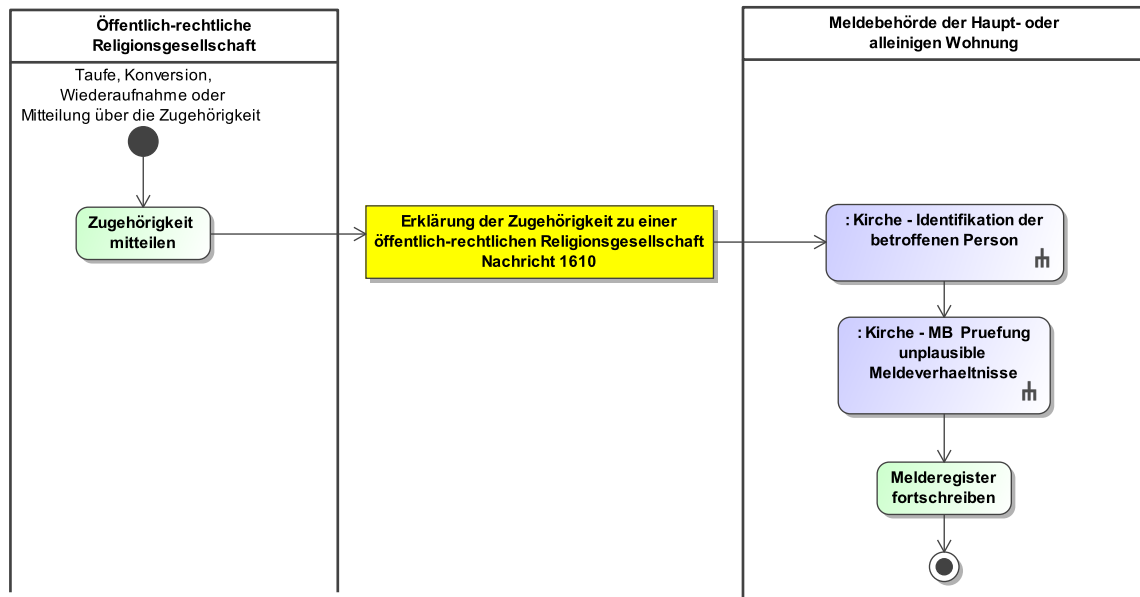 Öffentlich-rechtliche
Religionsgesellschaft
Taufe, Konversion,
Wiederaufnahme oder
Mitteilung über die Zugehörigkeit
Zugehörigkeit
mitteilen
Erklärung der Zugehörigkeit zu einer
öffentlich-rechtlichen Religionsgesellschaft
Nachricht 1610
Meldebehörde der Haupt- oder
alleinigen Wohnung
: Kirche - Identifikation der
betroffenen Person
: Kirche - MB  Pruefung
unplausible
Meldeverhaeltnisse
Melderegister
fortschreiben